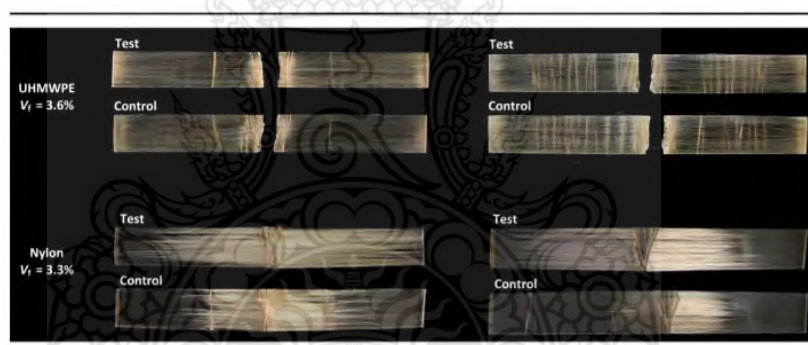 Test
Test
UHMWPE
Vf = 3.6%
Control
Control
Test
Test
Nylon
Vf = 3.3%
Control
Control